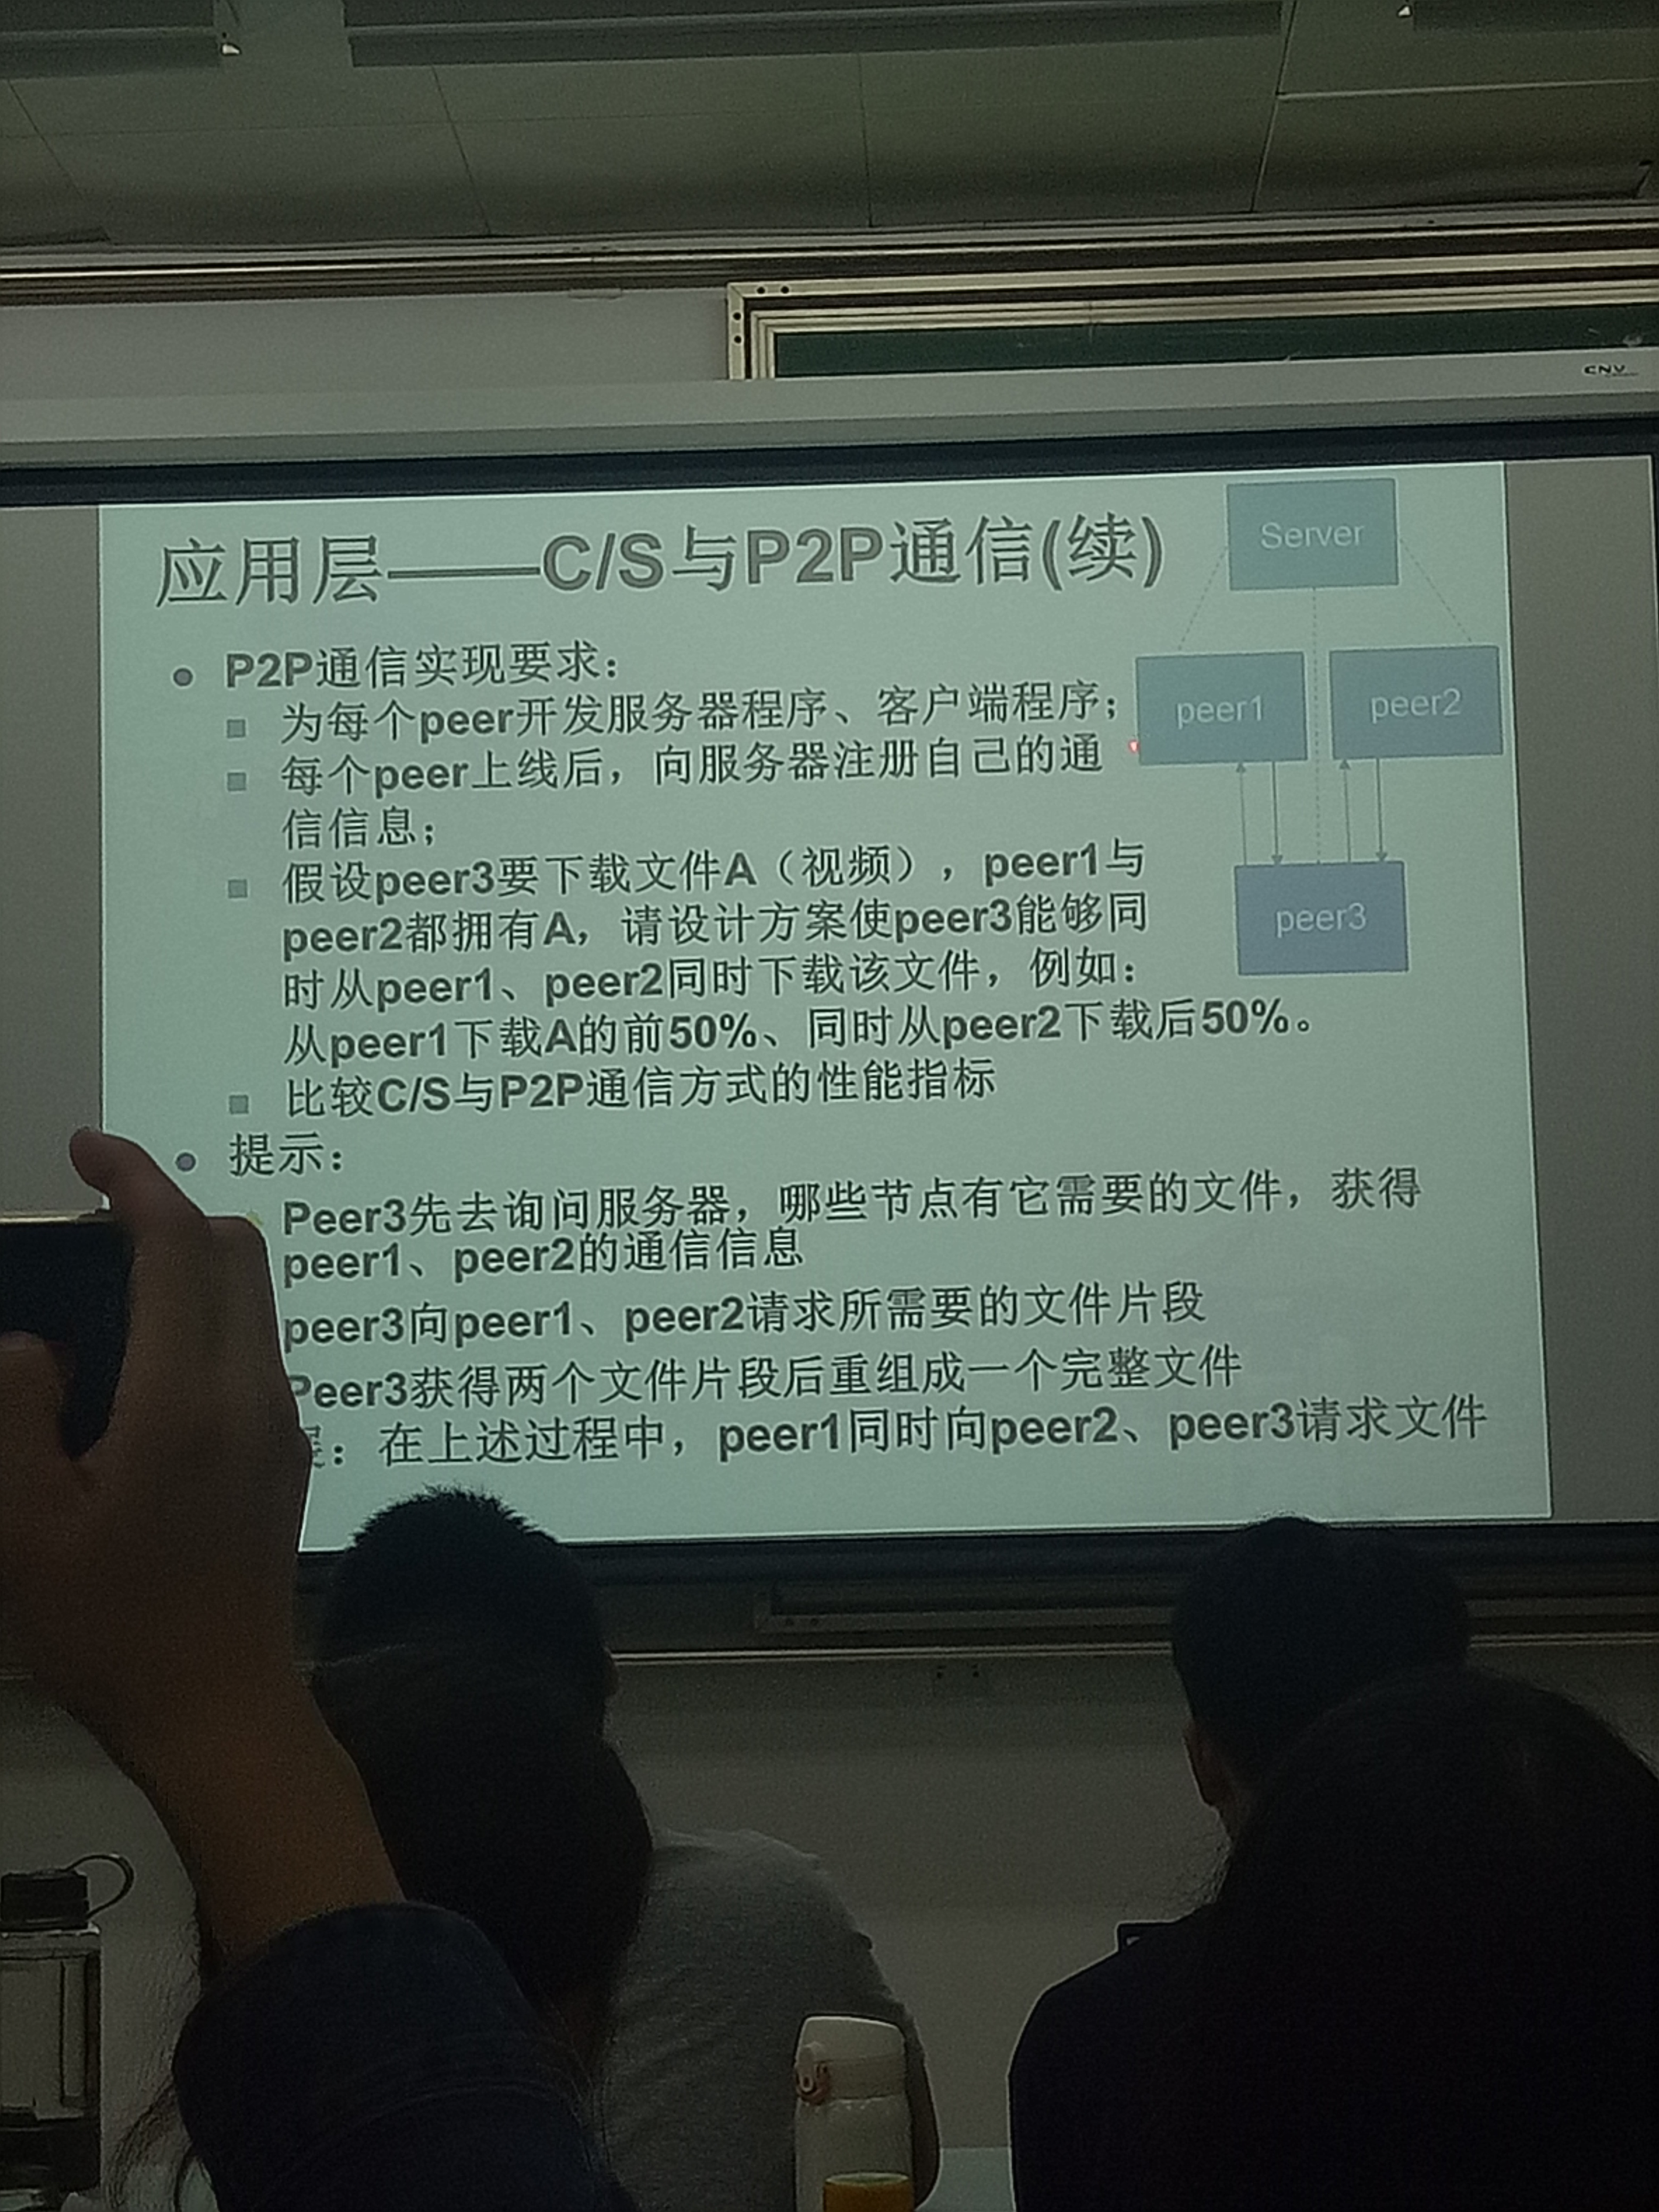 CNV
应用层——C/S与P2P通信(续)
Server
peer1
peer2
peer3
P2P通信实现要求：
为每个peer开发服务器程序、客户端程序；
每个peer上线后，向服务器注册自己的通
信信息；
假设peer3要下载文件A（视频），peer1与
peer2都拥有A，请设计方案使peer3能够同
时从peer1、peer2同时下载该文件，例如：
从peer1下载A的前50%、同时从peer2下载后50%。
比较C/S与P2P通信方式的性能指标
提示：
Peer3先去询问服务器，哪些节点有它需要的文件，获得
peer1、peer2的通信信息
peer3向peer1、peer2请求所需要的文件片段
Peer3获得两个文件片段后重组成一个完整文件
：在上述过程中，peer1同时向peer2、peer3请求文件